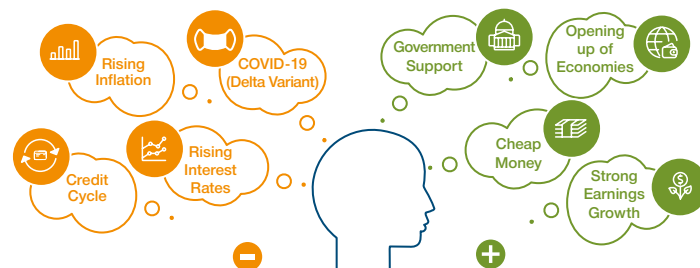 Rising
Inflation
COVID-19
(Delta Variant)
Credit
Cycle
Rising
Interest
Rates
Government
Support
Opening
up of
Economies
Cheap
Money
Strong
Earnings
Growth